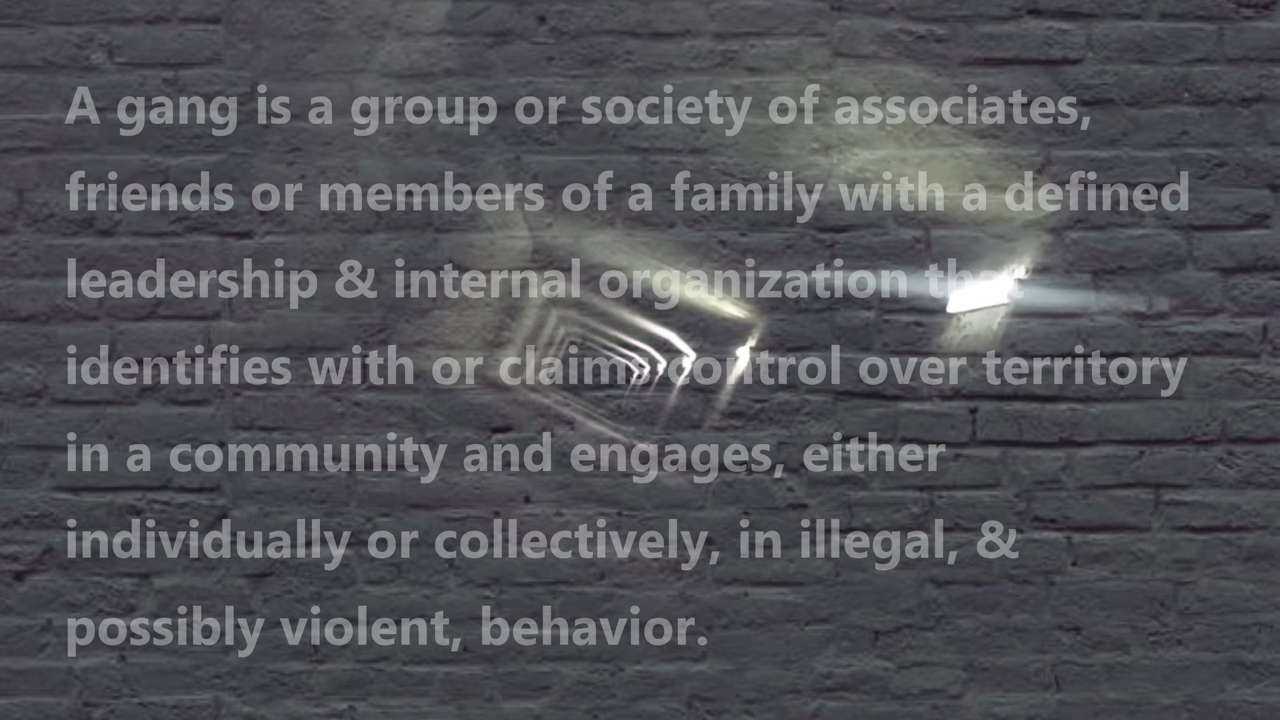 A gang is a group or society of associates,
friends or members of a family with a defined
leadership & internal organization that
identifies with or claim control over territory
in a community and engages, either
individually or collectively, in illegal, &
possibly violent, behavior.